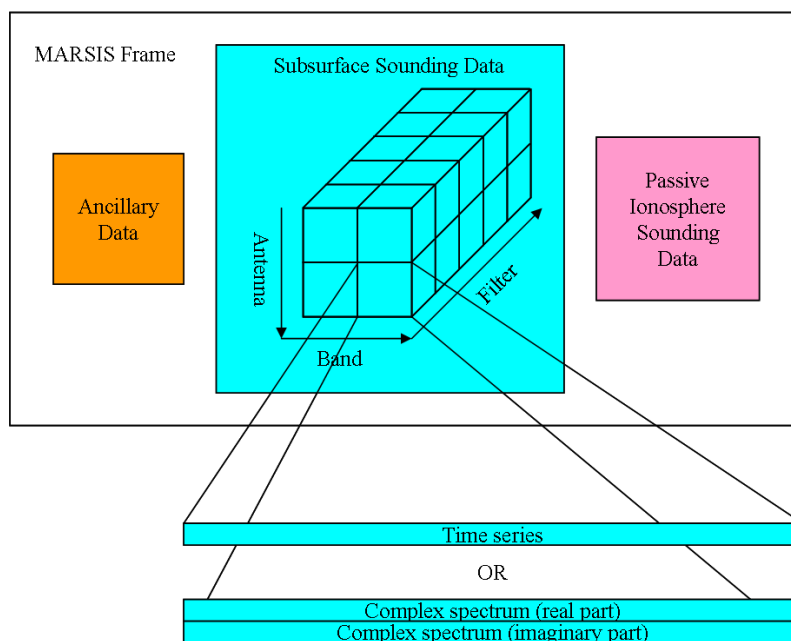 MARSIS Frame
Subsurface Sounding Data
Ancillary
Data
Passive
Ionosphere
Sounding
Data
Antenna
Filter
Band
Time series
OR
Complex spectrum (real part)
Complex spectrum (imaginary part)